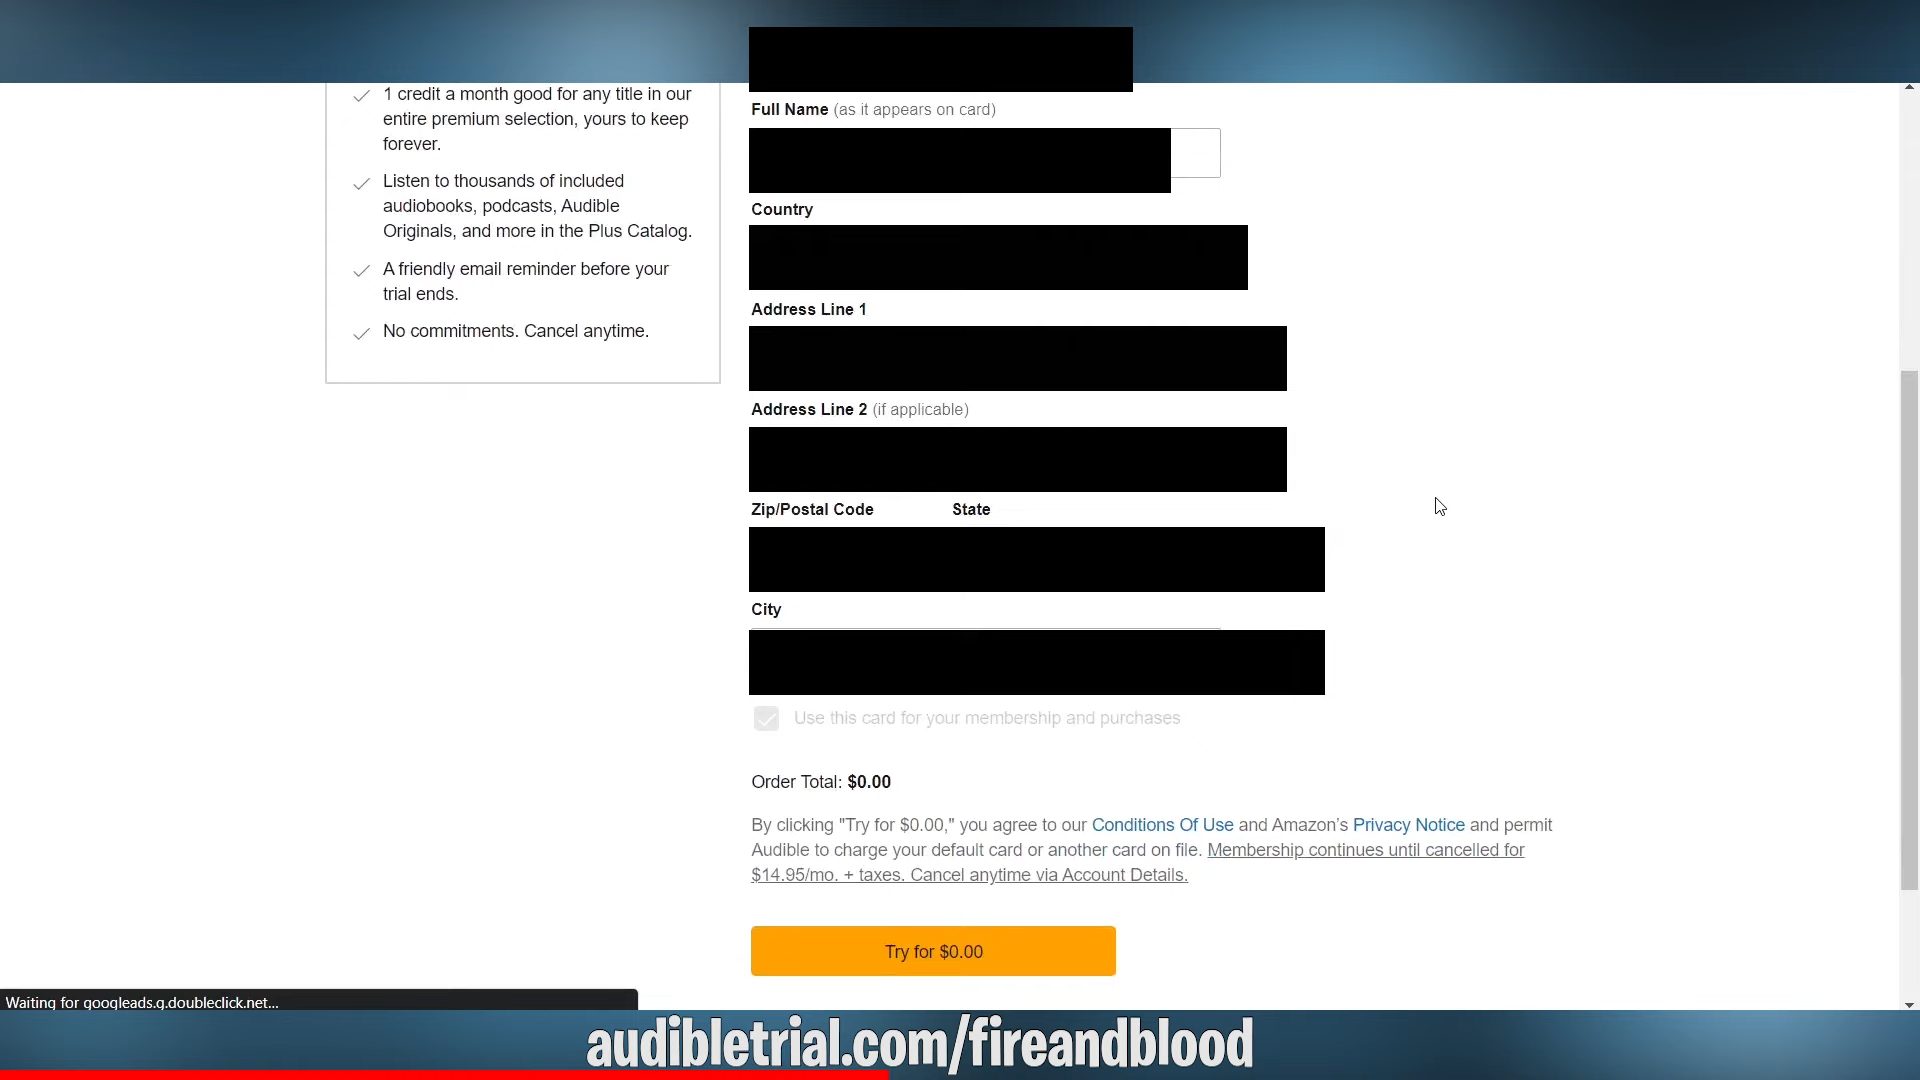 1 credit a month good for any title in our
entire premium selection, yours to keep
forever.
Listen to thousands of included
audiobooks, podcasts, Audible
Originals, and more in the Plus Catalog.
A friendly email reminder before your
trial ends.
No commitments. Cancel anytime.
Full Name (as it appears on card)
Country
Address Line 1
Address Line 2 (if applicable)
Zip/Postal Code State
City
Use this card for your membership and purchases
Order Total: $0.00
By clicking "Try for $0.00," you agree to our Conditions Of Use and Amazon's Privacy Notice and permit
Audible to charge your default card or another card on file. Membership continues until cancelled for
$14.95/mo. + taxes. Cancel anytime via Account Details.
Try for $0.00
Waiting for googleads.g.doubleclick.net...
audibletrial.com/fireandblood